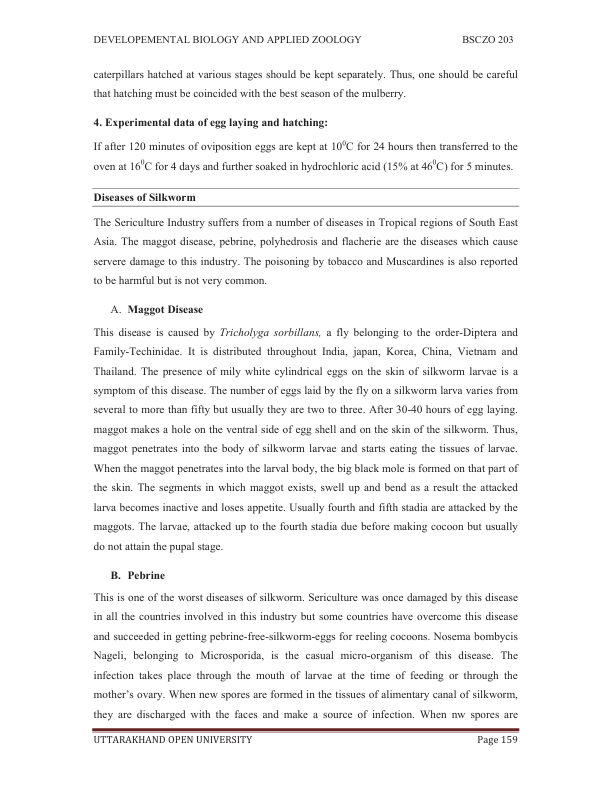 DEVELOPEMENTAL BIOLOGY AND APPLIED ZOOLOGY BSCZO 203
caterpillars hatched at various stages should be kept separately. Thus, one should be careful
that hatching must be coincided with the best season of the mulberry.
4. Experimental data of egg laying and hatching:
If after 120 minutes of oviposition eggs are kept at 10⁰C for 24 hours then transferred to the
oven at 16⁰C for 4 days and further soaked in hydrochloric acid (15% at 46⁰C) for 5 minutes.
Diseases of Silkworm
The Sericulture Industry suffers from a number of diseases in Tropical regions of South East
Asia. The maggot disease, pebrine, polyhedrosis and flacherie are the diseases which cause
servere damage to this industry. The poisoning by tobacco and Muscardines is also reported
to be harmful but is not very common.
A. Maggot Disease
This disease is caused by Tricholyga sorbillans, a fly belonging to the order-Diptera and
Family-Techinidae. It is distributed throughout India, japan, Korea, China, Vietnam and
Thailand. The presence of mily white cylindrical eggs on the skin of silkworm larvae is a
symptom of this disease. The number of eggs laid by the fly on a silkworm larva varies from
several to more than fifty but usually they are two to three. After 30-40 hours of egg laying.
maggot makes a hole on the ventral side of egg shell and on the skin of the silkworm. Thus,
maggot penetrates into the body of silkworm larvae and starts eating the tissues of larvae.
When the maggot penetrates into the larval body, the big black mole is formed on that part of
the skin. The segments in which maggot exists, swell up and bend as a result the attacked
larva becomes inactive and loses appetite. Usually fourth and fifth stadia are attacked by the
maggots. The larvae, attacked up to the fourth stadia due before making cocoon but usually
do not attain the pupal stage.
B. Pebrine
This is one of the worst diseases of silkworm. Sericulture was once damaged by this disease
in all the countries involved in this industry but some countries have overcome this disease
and succeeded in getting pebrine-free-silkworm-eggs for reeling cocoons. Nosema bombycis
Nageli, belonging to Microsporida, is the casual micro-organism of this disease. The
infection takes place through the mouth of larvae at the time of feeding or through the
mother's ovary. When new spores are formed in the tissues of alimentary canal of silkworm,
they are discharged with the faces and make a source of infection. When nw spores are
UTTARAKHAND OPEN UNIVERSITY Page 159